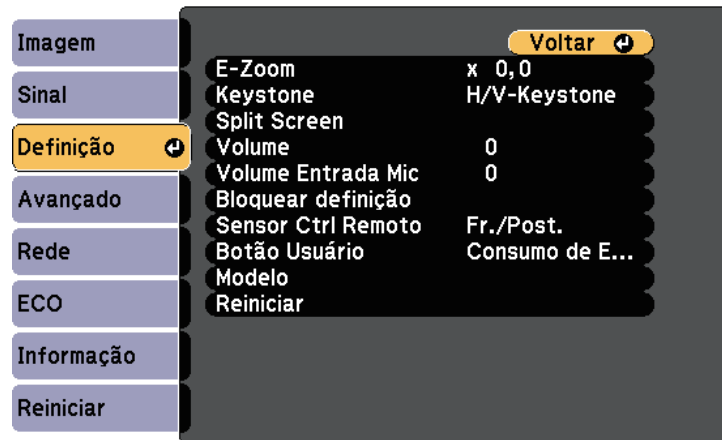 Imagem
Sinal
Definição
Avançado
Rede
ECO
Informação
Reiniciar
Voltar
E-Zoom x 0,0
Keystone H/V-Keystone
Split Screen
Volume 0
Volume Entrada Mic 0
Bloquear definição
Sensor Ctrl Remoto Fr./Post.
Botão Usuário Consumo de E...
Modelo
Reiniciar